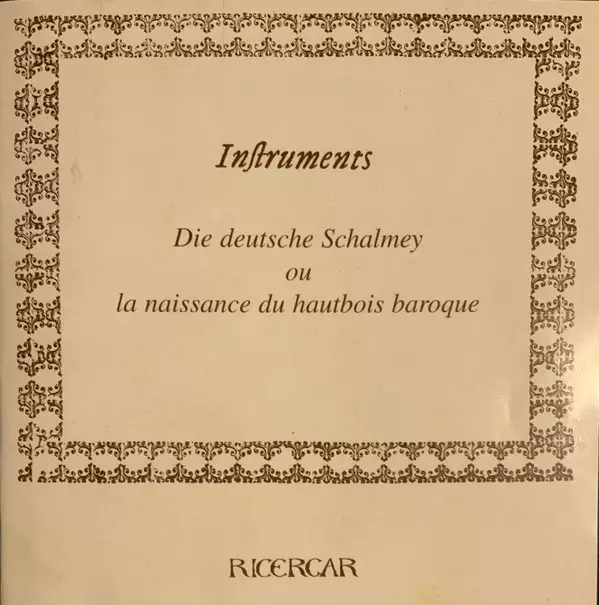 Inſtruments
Die deutsche Schalmey
ou
la naissance du hautbois baroque
RICERCAR